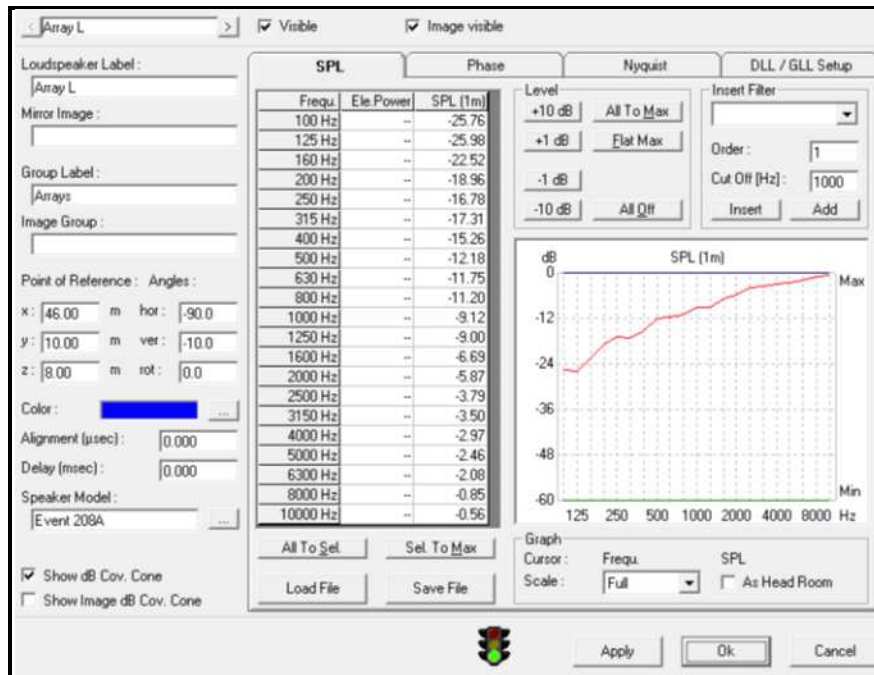 < Array L >
Visible
Image visible
Loudspeaker Label :
Array L
Mirror Image :
Group Label :
Arrays
Image Group :
Point of Reference : Angles :
x : 46.00 m hor : -90.0
y : 10.00 m ver : -10.0
z : 8.00 m rot : 0.0
Color : ...
Alignment (µsec) : 0.000
Delay (msec) : 0.000
Speaker Model :
Event 208A ...
Show dB Cov. Cone
Show Image dB Cov. Cone
SPL Phase Nyquist DLL / GLL Setup
Frequ. Ele.Power SPL (1m)
100 Hz -- -25.76
125 Hz -- -25.98
160 Hz -- -22.52
200 Hz -- -18.96
250 Hz -- -16.78
315 Hz -- -17.31
400 Hz -- -15.26
500 Hz -- -12.18
630 Hz -- -11.75
800 Hz -- -11.20
1000 Hz -- -9.12
1250 Hz -- -9.00
1600 Hz -- -6.69
2000 Hz -- -5.87
2500 Hz -- -3.79
3150 Hz -- -3.50
4000 Hz -- -2.97
5000 Hz -- -2.46
6300 Hz -- -2.08
8000 Hz -- -0.85
10000 Hz -- -0.56
All To Sel. Sel. To Max
Load File Save File
Level
+10 dB All To Max
+1 dB Flat Max
-1 dB
-10 dB All Off
Insert Filter
Order : 1
Cut Off [Hz] : 1000
Insert Add
dB SPL (1m)
0 Max
-12
-24
-36
-48
-60 Min
125 250 500 1000 2000 4000 8000 Hz
Graph
Cursor : Frequ. SPL
Scale : Full As Head Room
Apply Ok Cancel